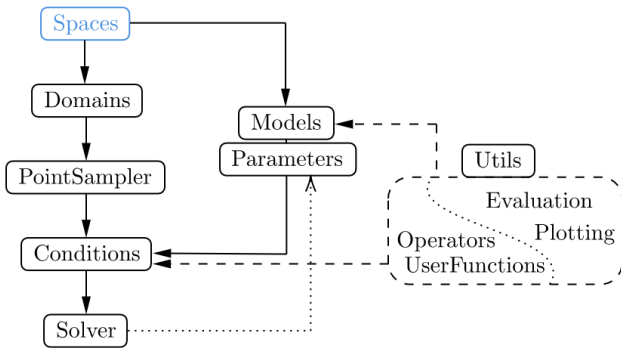 Spaces
Domains
Models
Parameters
PointSampler
Utils
Evaluation
Plotting
Operators
UserFunctions
Conditions
Solver